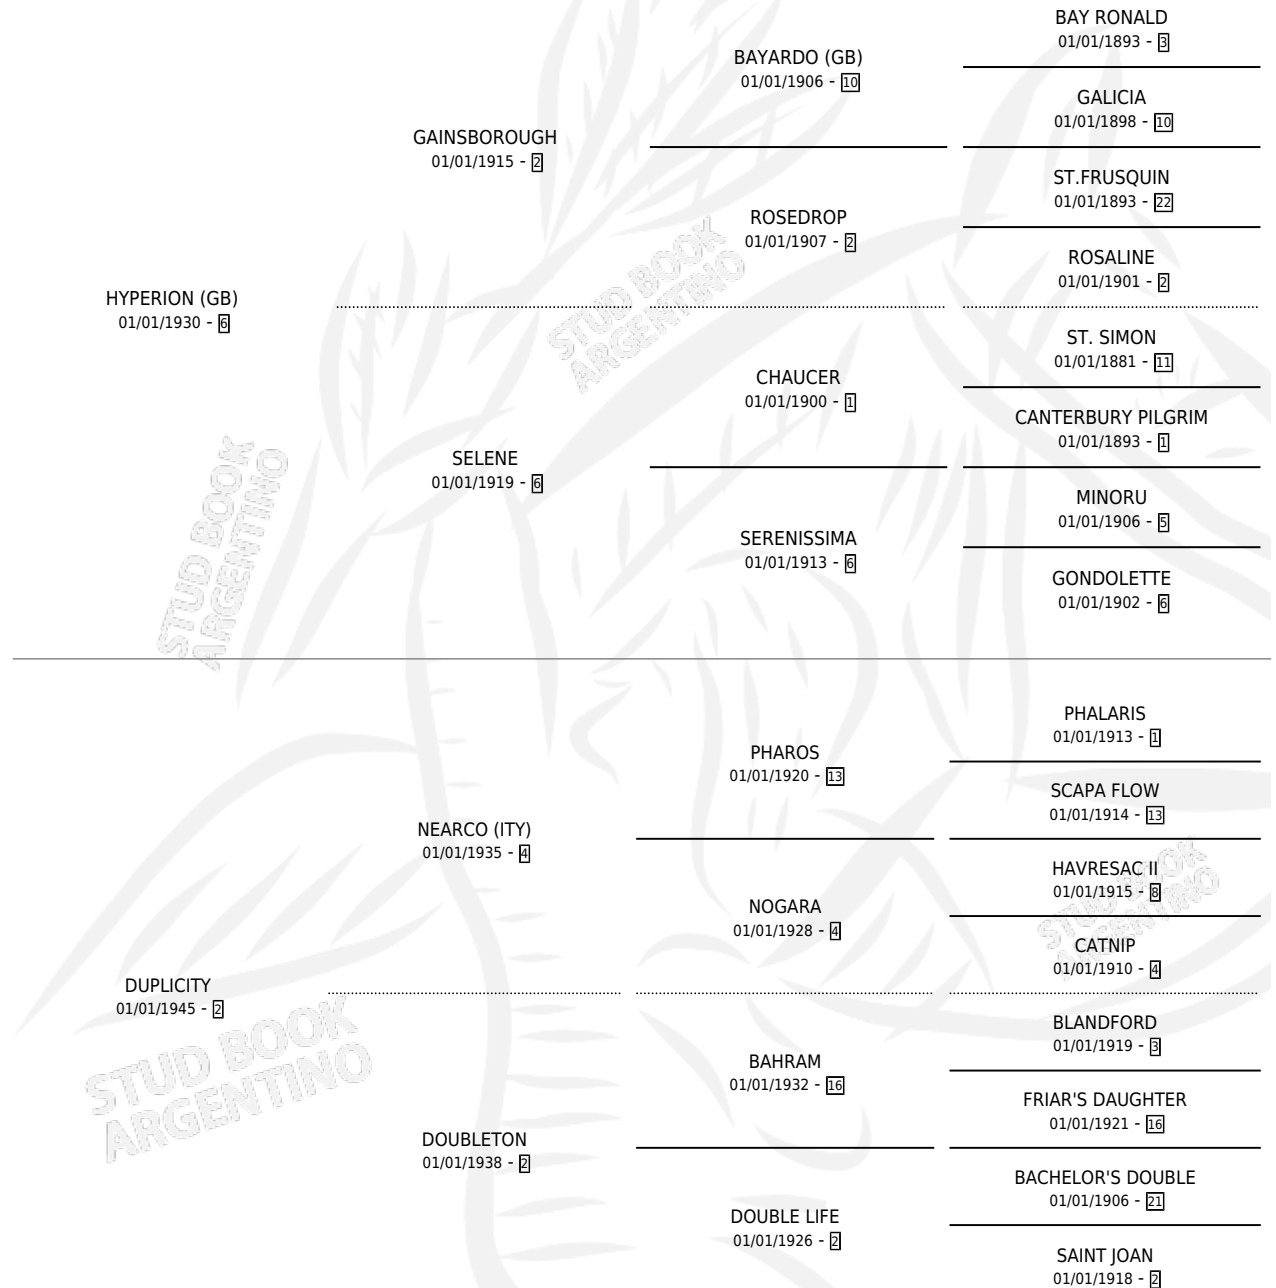 BAY RONALD
01/01/1893 - 3
BAYARDO (GB)
01/01/1906 - 10
GALICIA
01/01/1898 - 10
GAINSBOROUGH
01/01/1915 - 2
ST.FRUSQUIN
01/01/1893 - 22
ROSEDROP
01/01/1907 - 2
ROSALINE
01/01/1901 - 2
HYPERION (GB)
01/01/1930 - 6
ST. SIMON
01/01/1881 - 11
CHAUCER
01/01/1900 - 1
CANTERBURY PILGRIM
01/01/1893 - 1
SELENE
01/01/1919 - 6
MINORU
01/01/1906 - 5
SERENISSIMA
01/01/1913 - 6
GONDOLETTE
01/01/1902 - 6
PHALARIS
01/01/1913 - 1
PHAROS
01/01/1920 - 13
SCAPA FLOW
01/01/1914 - 13
NEARCO (ITY)
01/01/1935 - 4
HAVRESAC II
01/01/1915 - 8
NOGARA
01/01/1928 - 4
CATNIP
01/01/1910 - 4
DUPLICITY
01/01/1945 - 2
BLANDFORD
01/01/1919 - 3
BAHRAM
01/01/1932 - 16
FRIAR'S DAUGHTER
01/01/1921 - 16
DOUBLETON
01/01/1938 - 2
BACHELOR'S DOUBLE
01/01/1906 - 21
DOUBLE LIFE
01/01/1926 - 2
SAINT JOAN
01/01/1918 - 2
STUD BOOK
ARGENTINO
STUD BOOK
ARGENTINO
STUD BOOK
ARGENTINO
STUD BOOK
ARGENTINO